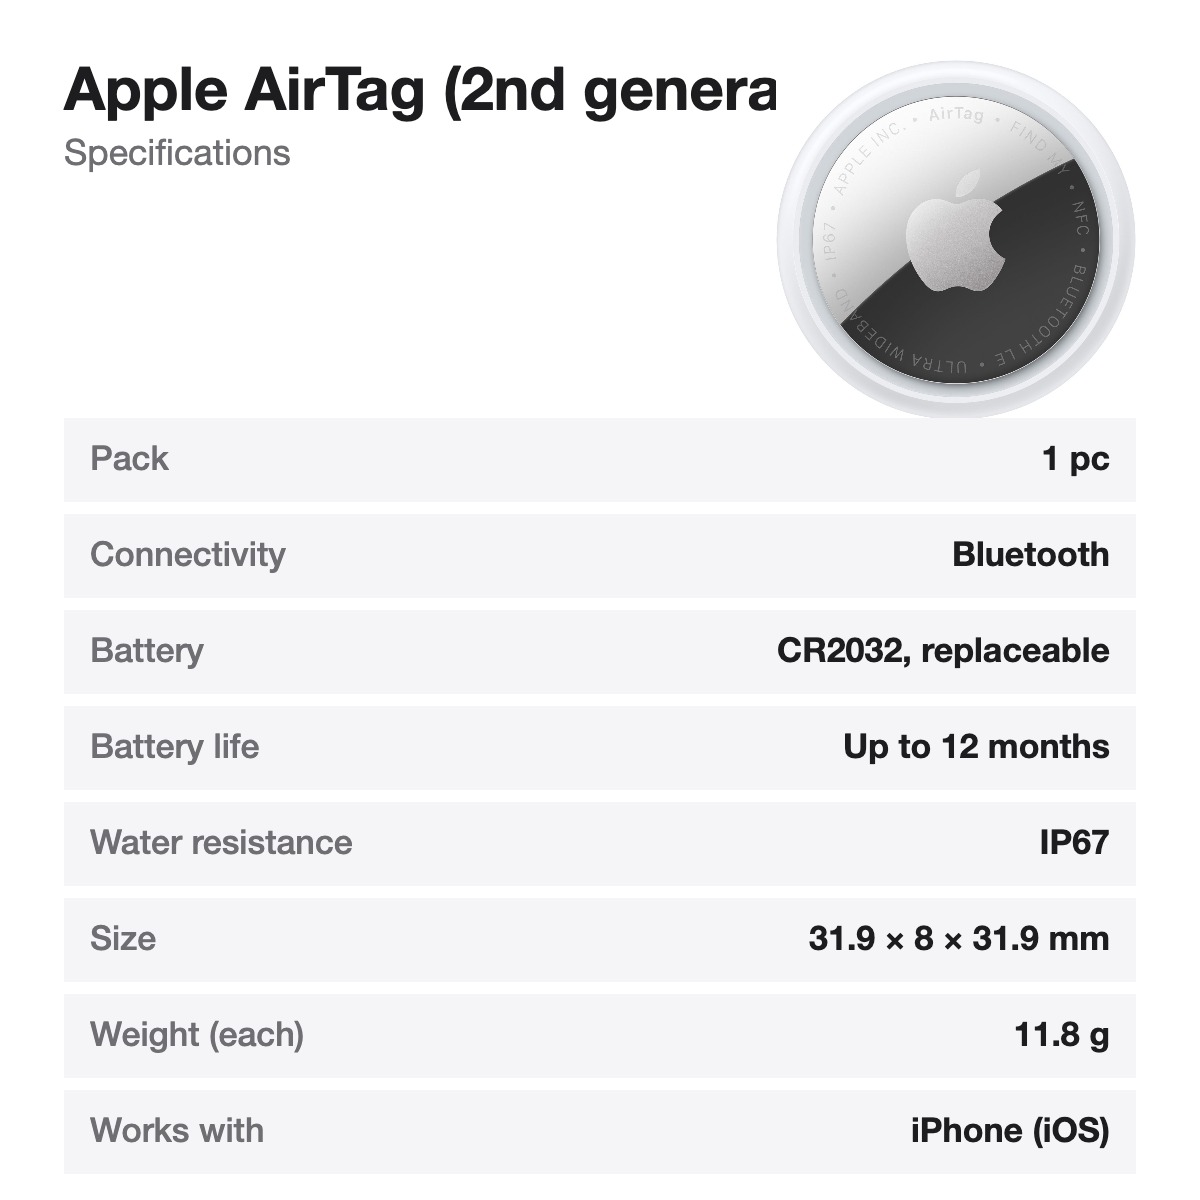 Apple AirTag (2nd genera
Specifications
AirTag • FIND MY • NFC • BLUETOOTH LE • ULTRA WIDEBAND • IP67 • APPLE INC. •
Pack 1 pc
Connectivity Bluetooth
Battery CR2032, replaceable
Battery life Up to 12 months
Water resistance IP67
Size 31.9 × 8 × 31.9 mm
Weight (each) 11.8 g
Works with iPhone (iOS)